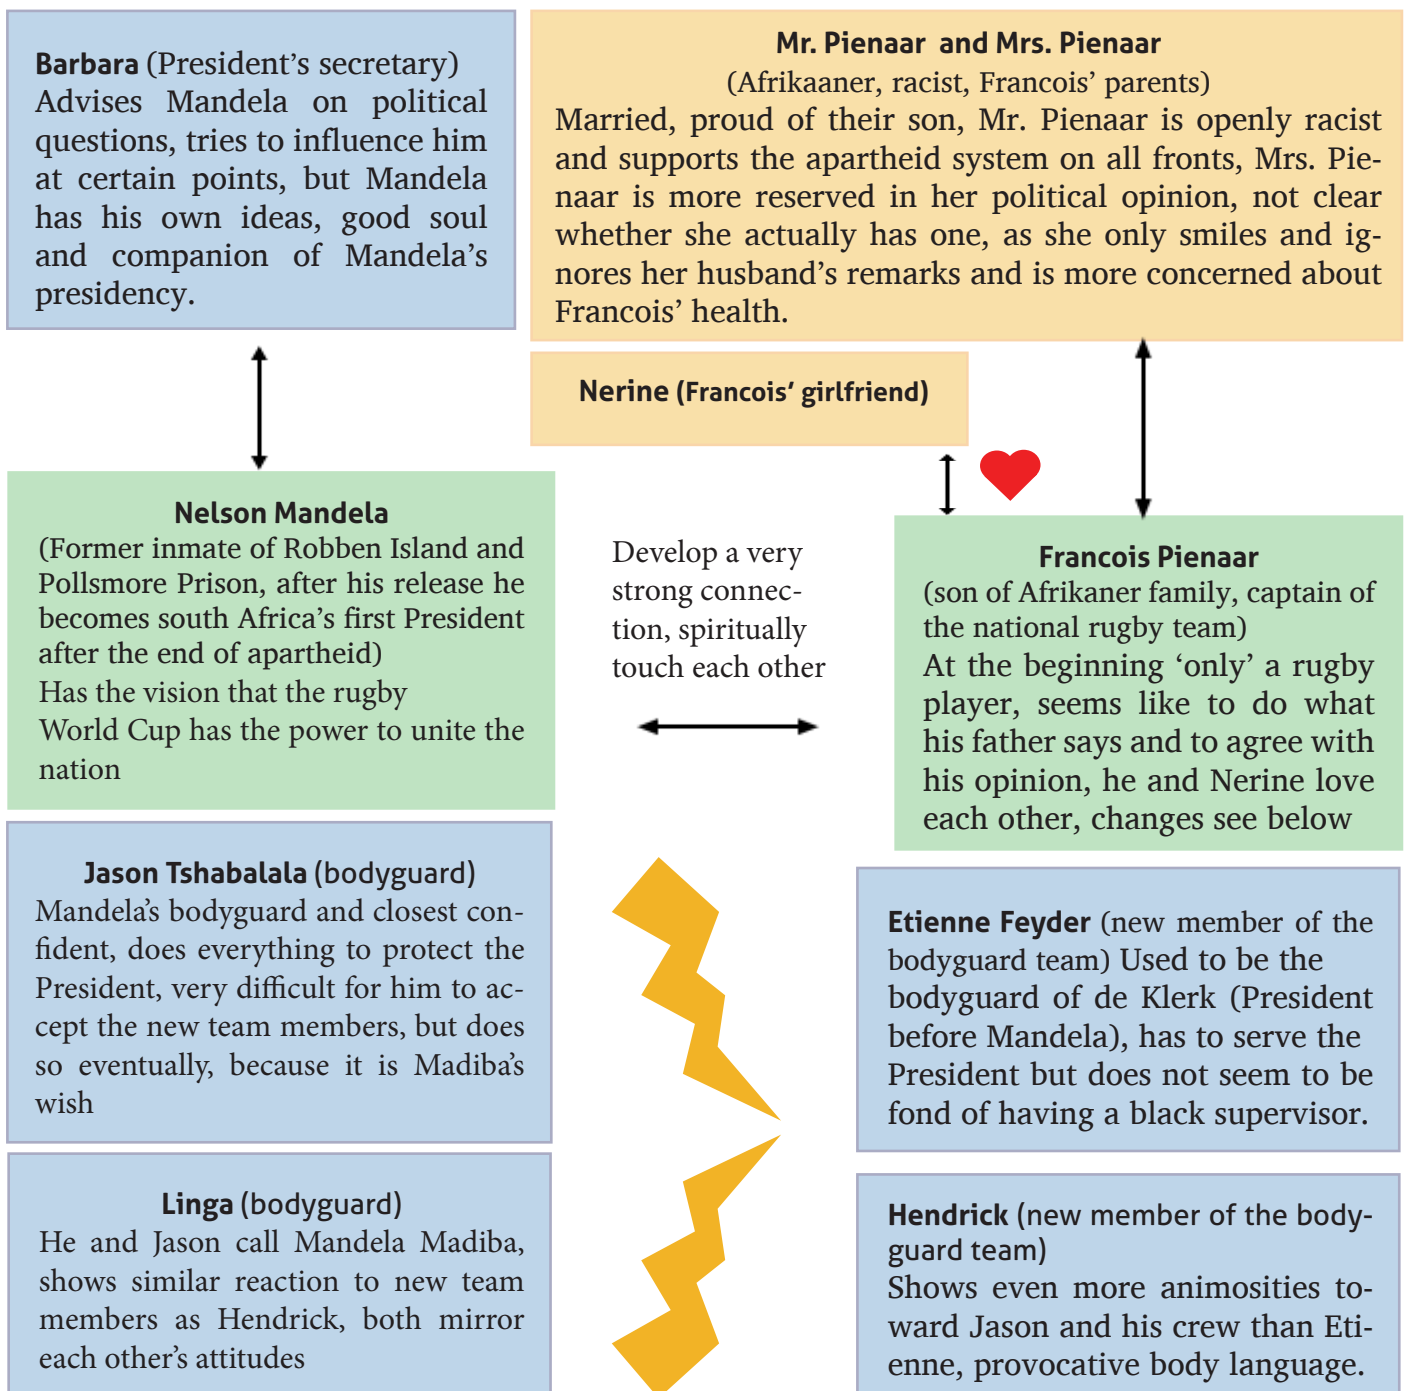 Barbara (President’s secretary)
Advises Mandela on political
questions, tries to influence him
at certain points, but Mandela
has his own ideas, good soul
and companion of Mandela’s
presidency.
Mr. Pienaar and Mrs. Pienaar
(Afrikaaner, racist, Francois’ parents)
Married, proud of their son, Mr. Pienaar is openly racist
and supports the apartheid system on all fronts, Mrs. Pie-
naar is more reserved in her political opinion, not clear
whether she actually has one, as she only smiles and ig-
nores her husband’s remarks and is more concerned about
Francois’ health.
Nerine (Francois’ girlfriend)
Nelson Mandela
(Former inmate of Robben Island and
Pollsmore Prison, after his release he
becomes south Africa’s first President
after the end of apartheid)
Has the vision that the rugby
World Cup has the power to unite the
nation
Develop a very
strong connec-
tion, spiritually
touch each other
Francois Pienaar
(son of Afrikaner family, captain of
the national rugby team)
At the beginning ‘only’ a rugby
player, seems like to do what
his father says and to agree with
his opinion, he and Nerine love
each other, changes see below
Jason Tshabalala (bodyguard)
Mandela’s bodyguard and closest con-
fident, does everything to protect the
President, very difficult for him to ac-
cept the new team members, but does
so eventually, because it is Madiba’s
wish
Etienne Feyder (new member of the
bodyguard team) Used to be the
bodyguard of de Klerk (President
before Mandela), has to serve the
President but does not seem to be
fond of having a black supervisor.
Linga (bodyguard)
He and Jason call Mandela Madiba,
shows similar reaction to new team
members as Hendrick, both mirror
each other’s attitudes
Hendrick (new member of the body-
guard team)
Shows even more animosities to-
ward Jason and his crew than Eti-
enne, provocative body language.